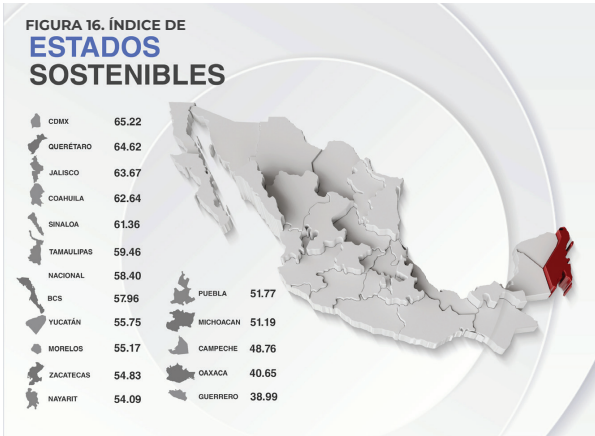 FIGURA 16. ÍNDICE DE
ESTADOS
SOSTENIBLES
CDMX 65.22
QUERÉTARO 64.62
JALISCO 63.67
COAHUILA 62.64
SINALOA 61.36
TAMAULIPAS 59.46
NACIONAL 58.40
BCS 57.96
YUCATÁN 55.75
MORELOS 55.17
ZACATECAS 54.83
NAYARIT 54.09
PUEBLA 51.77
MICHOACAN 51.19
CAMPECHE 48.76
OAXACA 40.65
GUERRERO 38.99